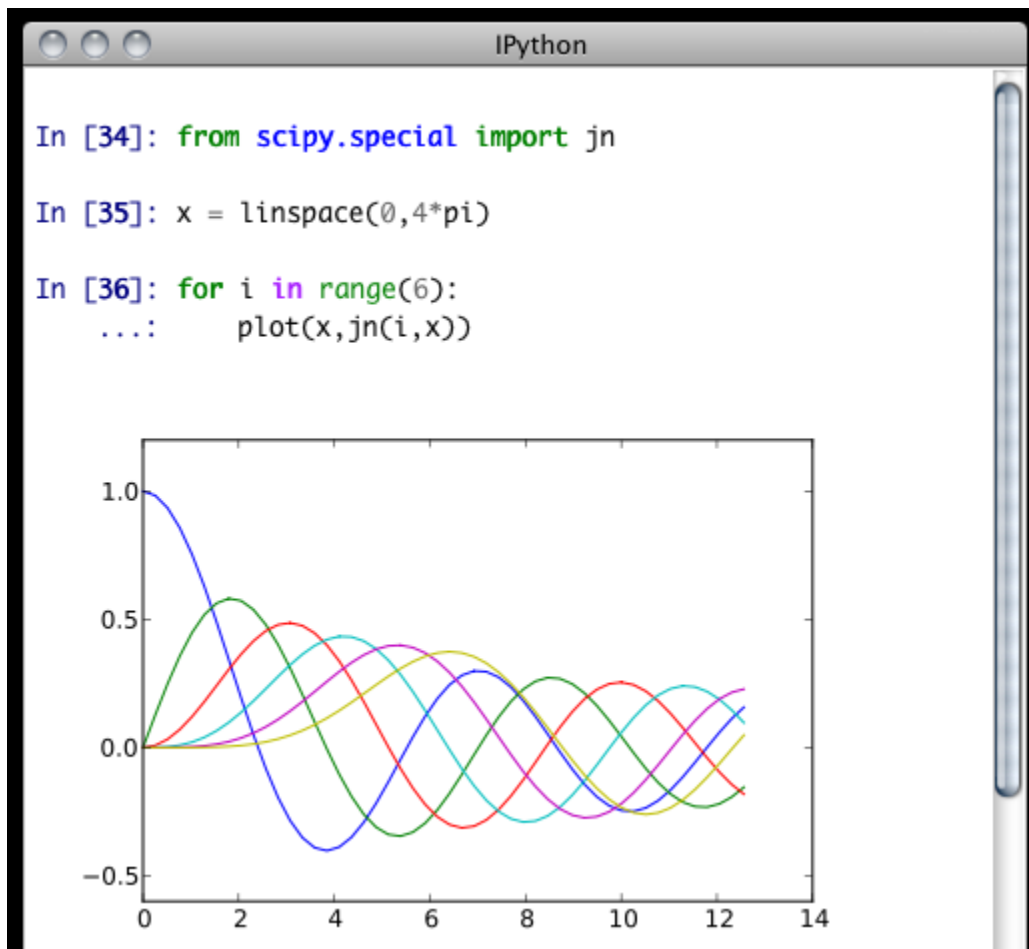 IPython
In [34]: from scipy.special import jn
In [35]: x = linspace(0,4*pi)
In [36]: for i in range(6):
...:     plot(x,jn(i,x))
1.0
0.5
0.0
−0.5
0 2 4 6 8 10 12 14